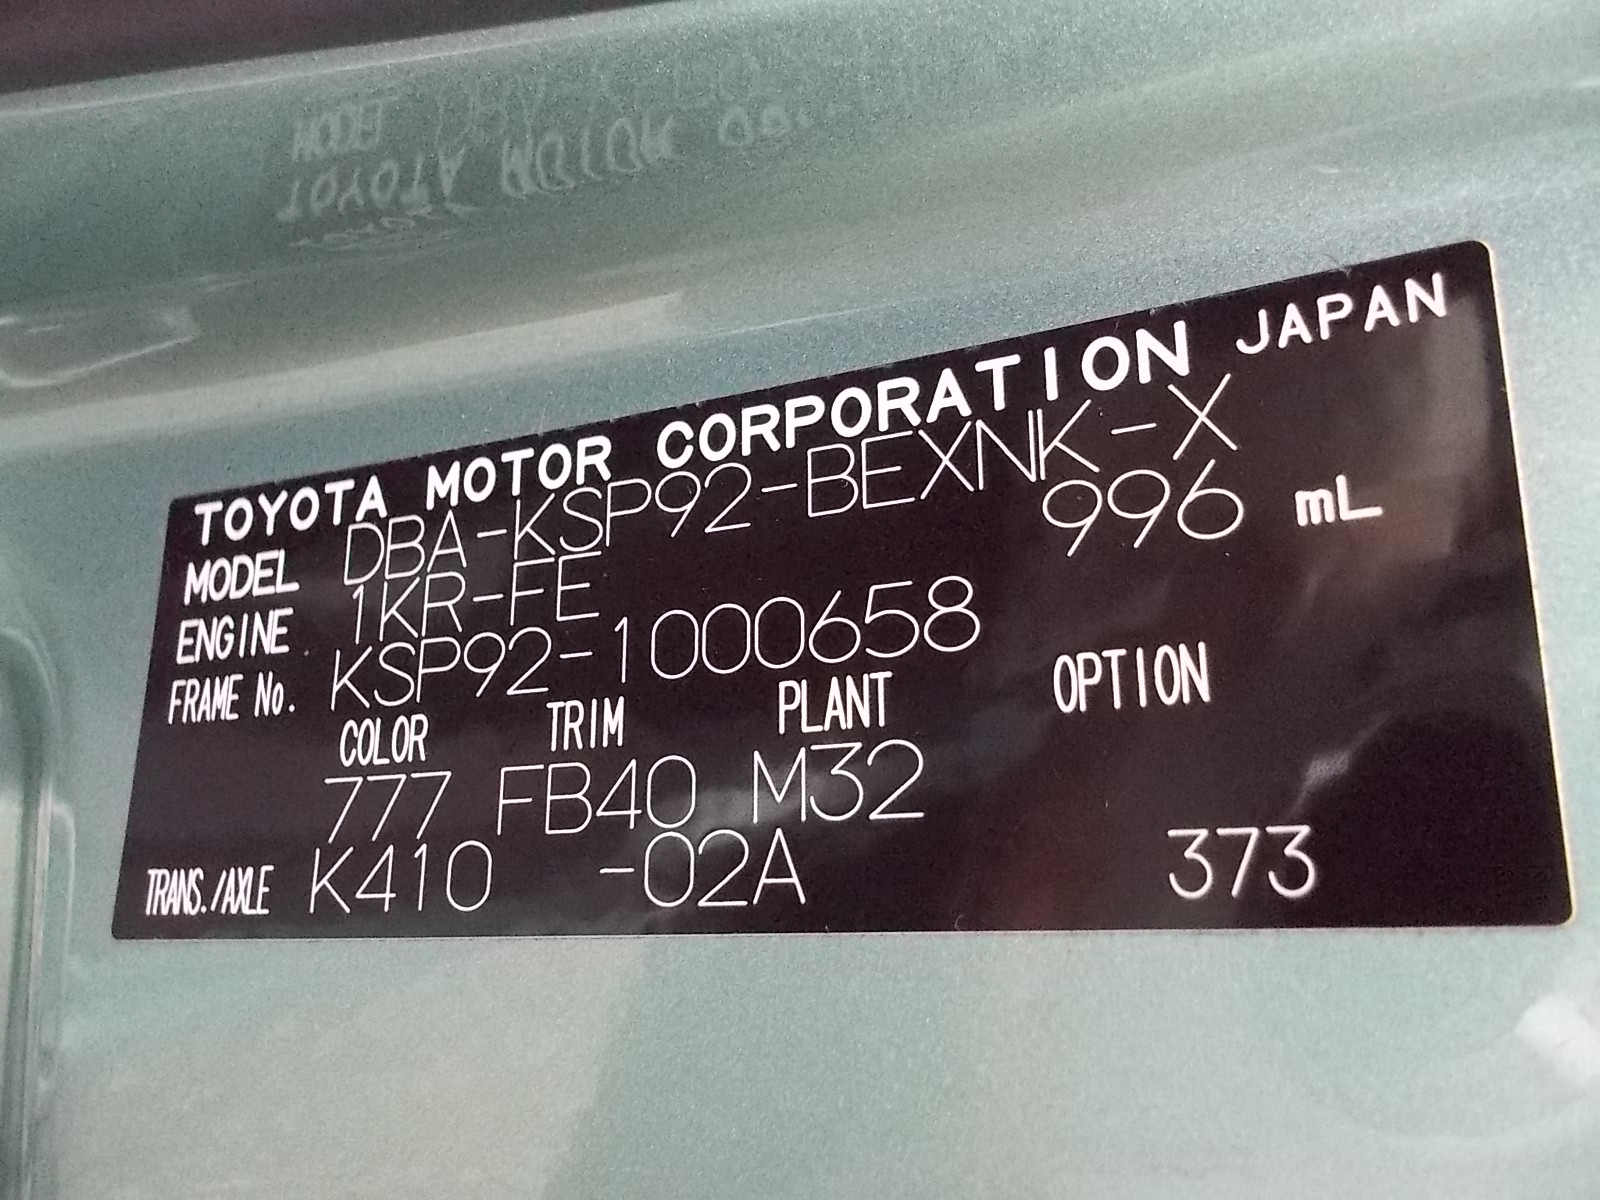 TOYOTA MOTOR CORPORATION JAPAN
MODEL DBA-KSP92-BEXNK-X
ENGINE 1KR-FE 996 mL
FRAME No. KSP92-1000658
COLOR TRIM PLANT OPTION
777 FB40 M32
TRANS./AXLE K410 -02A 373